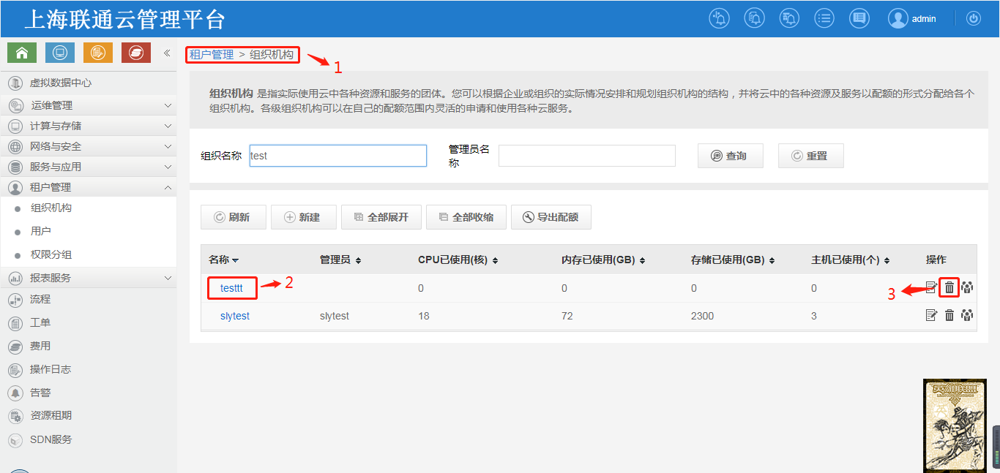 上海联通云管理平台
admin
租户管理 > 组织机构
1
虚拟数据中心
运维管理
计算与存储
网络与安全
服务与应用
租户管理
组织机构
用户
权限分组
报表服务
流程
工单
费用
操作日志
告警
资源租期
SDN服务
组织机构 是指实际使用云中各种资源和服务的团体。您可以根据企业或组织的实际情况安排和规划组织机构的结构，并将云中的各种资源及服务以配额的形式分配给各个
组织机构。各级组织机构可以在自己的配额范围内灵活的申请和使用各种云服务。
组织名称 test 管理员名 查询 重置
称
刷新 新建 全部展开 全部收缩 导出配额
名称 管理员 CPU已使用(核) 内存已使用(GB) 存储已使用(GB) 主机已使用(个) 操作
testtt 2 0 0 0 0 3
slytest slytest 18 72 2300 3
英雄联盟